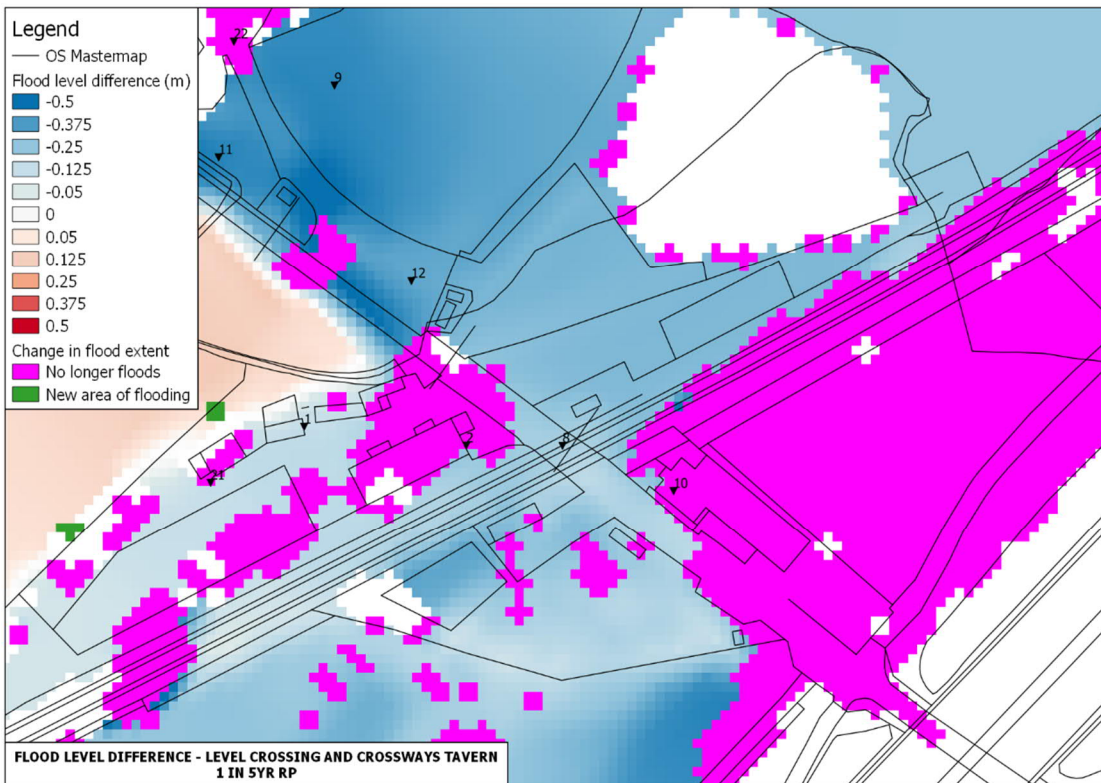 Legend
OS Mastermap
Flood level difference (m)
-0.5
-0.375
-0.25
-0.125
-0.05
0
0.05
0.125
0.25
0.375
0.5
Change in flood extent
No longer floods
New area of flooding
22
9
11
12
1
2
8
21
10
FLOOD LEVEL DIFFERENCE - LEVEL CROSSING AND CROSSWAYS TAVERN
1 IN 5YR RP